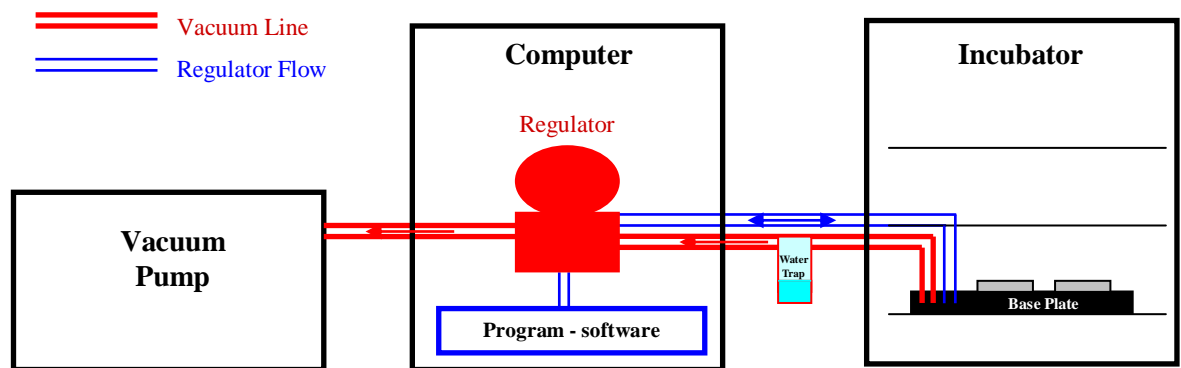 Vacuum Line
Regulator Flow
Computer
Incubator
Regulator
Vacuum
Pump
Water
Trap
Base Plate
Program - software